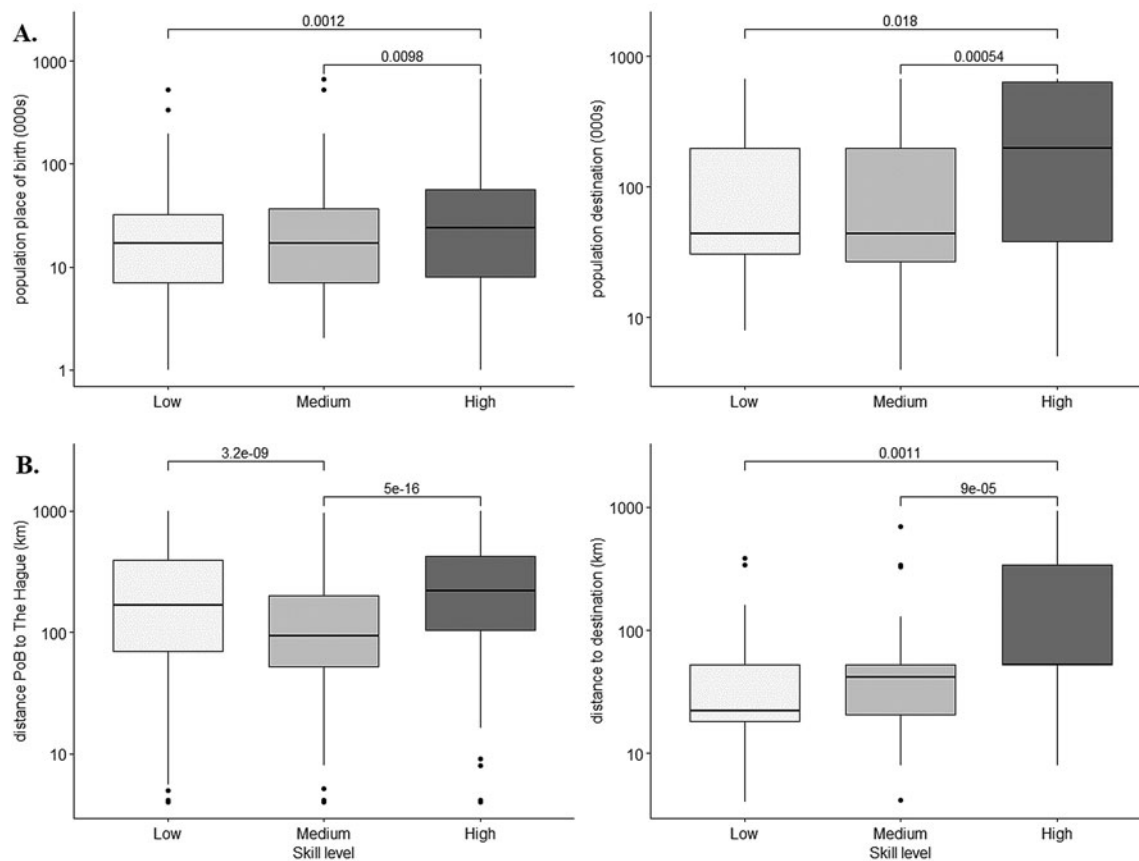 A.
0.0012
0.0098
1000
100
10
1
population place of birth (000s)
Low Medium High
0.018
0.00054
1000
100
10
population destination (000s)
Low Medium High
B.
3.2e-09
5e-16
1000
100
10
distance PoB to The Hague (km)
Low Medium High
Skill level
0.0011
9e-05
1000
100
10
distance to destination (km)
Low Medium High
Skill level